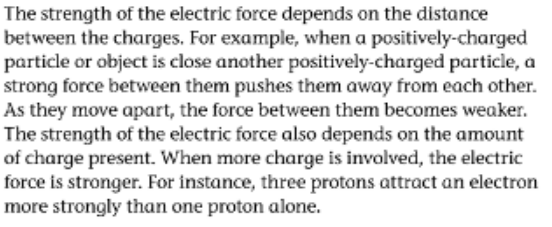 The strength of the electric force depends on the distance
between the charges. For example, when a positively-charged
particle or object is close another positively-charged particle, a
strong force between them pushes them away from each other.
As they move apart, the force between them becomes weaker.
The strength of the electric force also depends on the amount
of charge present. When more charge is involved, the electric
force is stronger. For instance, three protons attract an electron
more strongly than one proton alone.